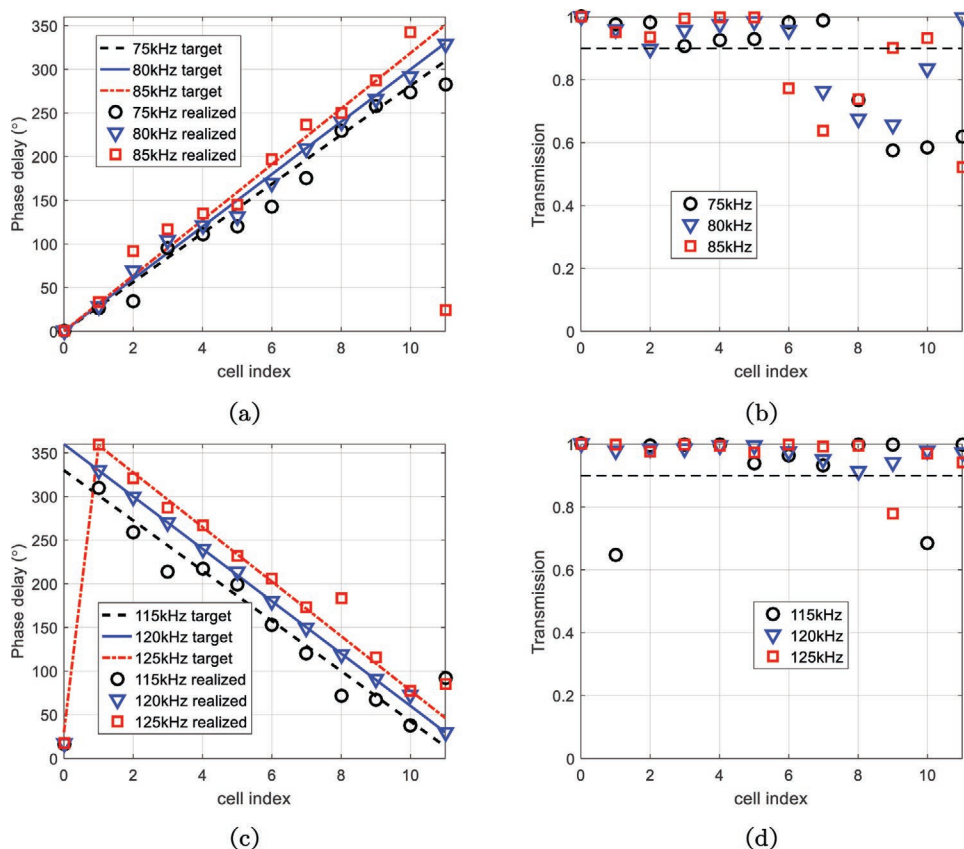 350
300
250
200
150
100
50
0
Phase delay (°)
75kHz target
80kHz target
85kHz target
75kHz realized
80kHz realized
85kHz realized
0 2 4 6 8 10
cell index
(a)
1
0.8
0.6
0.4
0.2
0
Transmission
75kHz
80kHz
85kHz
0 2 4 6 8 10
cell index
(b)
350
300
250
200
150
100
50
0
Phase delay (°)
115kHz target
120kHz target
125kHz target
115kHz realized
120kHz realized
125kHz realized
0 2 4 6 8 10
cell index
(c)
1
0.8
0.6
0.4
0.2
0
Transmission
115kHz
120kHz
125kHz
0 2 4 6 8 10
cell index
(d)